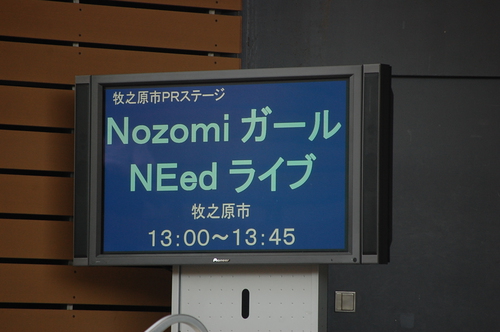 牧之原市PRステージ
Nozomi ガール
NEed ライブ
牧之原市
13:00～13:45
Pioneer